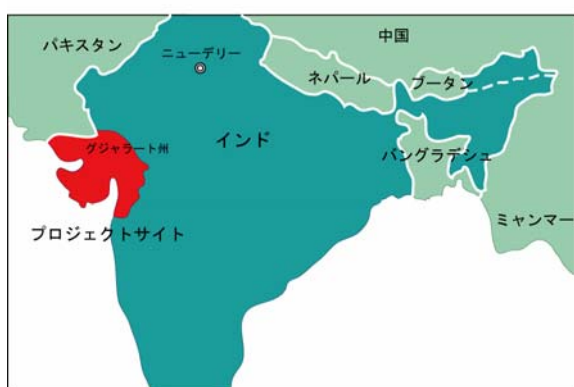 中国
パキスタン
ニューデリー
ネパール
ブータン
グジャラート州
インド
バングラデシュ
ミャンマー
プロジェクトサイト